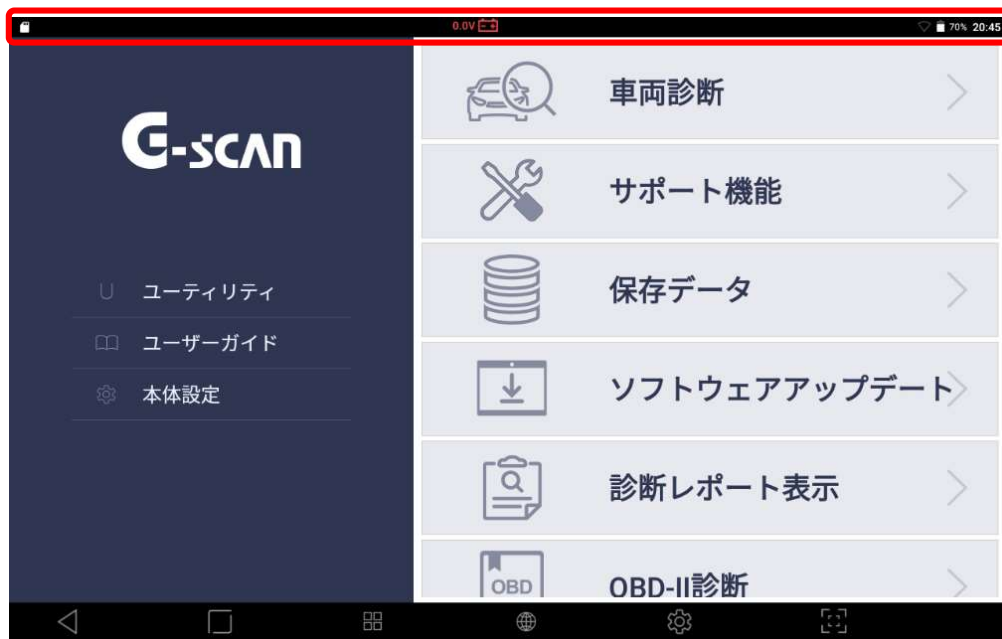 0.0V
70% 20:45
G-scan
ユーティリティ
ユーザーガイド
本体設定
車両診断
サポート機能
保存データ
ソフトウェアアップデート
診断レポート表示
OBD
OBD-II診断